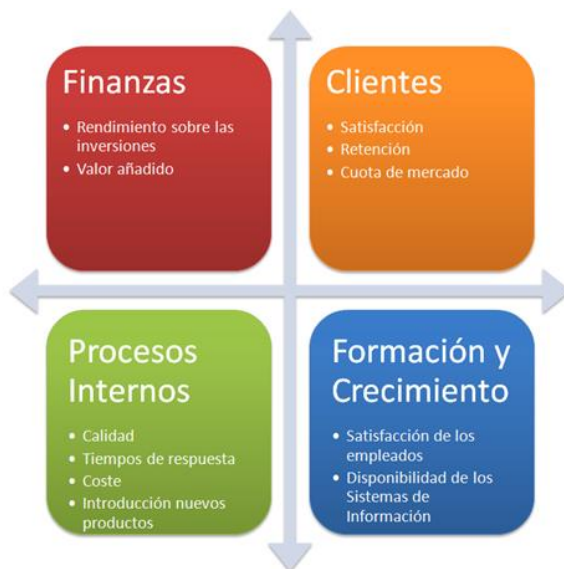 Finanzas
• Rendimiento sobre las
inversiones
• Valor añadido
Clientes
• Satisfacción
• Retención
• Cuota de mercado
Procesos
Internos
• Calidad
• Tiempos de respuesta
• Coste
• Introducción nuevos
productos
Formación y
Crecimiento
• Satisfacción de los
empleados
• Disponibilidad de los
Sistemas de
Información